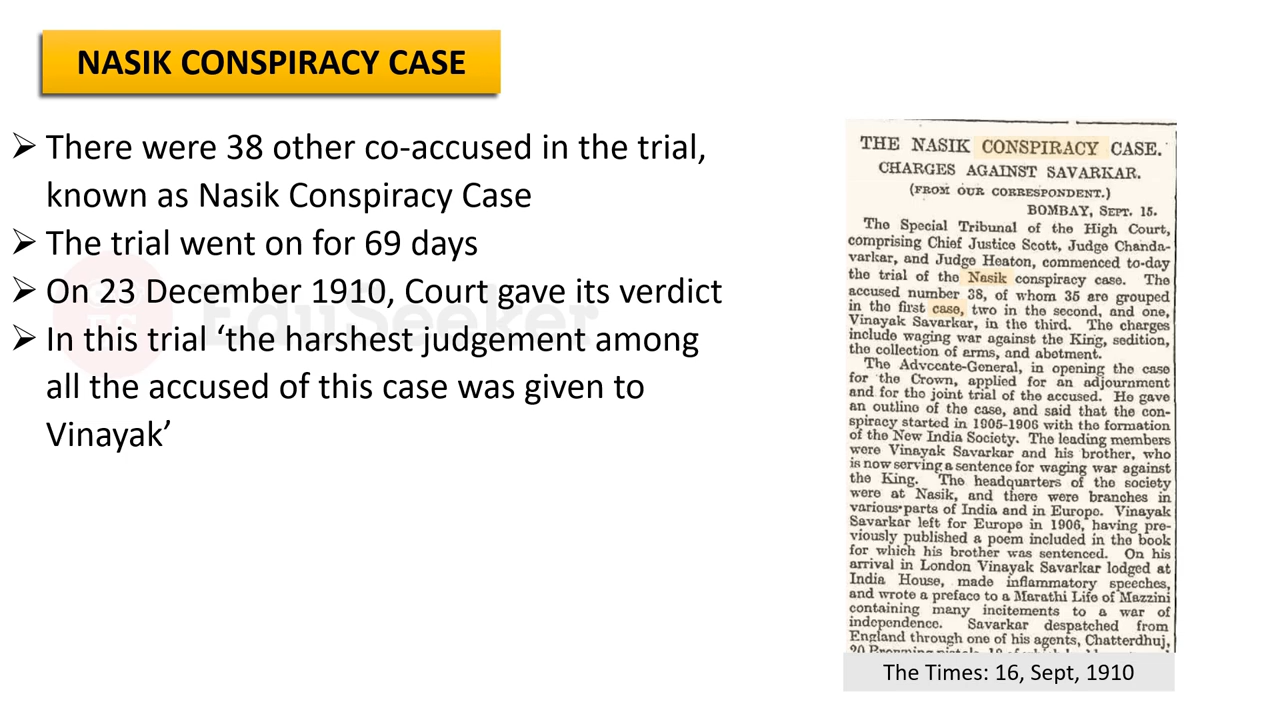 NASIK CONSPIRACY CASE
➢ There were 38 other co-accused in the trial,
known as Nasik Conspiracy Case
➢ The trial went on for 69 days
➢ On 23 December 1910, Court gave its verdict
➢ In this trial ‘the harshest judgement among
all the accused of this case was given to
Vinayak’
EduSeeker
ES
THE NASIK CONSPIRACY CASE.
CHARGES AGAINST SAVARKAR.
(FROM OUR CORRESPONDENT.)
BOMBAY, SEPT. 15.
The Special Tribunal of the High Court,
comprising Chief Justice Scott, Judge Chanda-
varkar, and Judge Heaton, commenced to-day
the trial of the Nasik conspiracy case. The
accused number 38, of whom 35 are grouped
in the first case, two in the second, and one,
Vinayak Savarkar, in the third. The charges
include waging war against the King, sedition,
the collection of arms, and abetment.
The Advocate-General, in opening the case
for the Crown, applied for an adjournment
and for the joint trial of the accused. He gave
an outline of the case, and said that the con-
spiracy started in 1905-1906 with the formation
of the New India Society. The leading members
were Vinayak Savarkar and his brother, who
is now serving a sentence for waging war against
the King. The headquarters of the society
were at Nasik, and there were branches in
various parts of India and in Europe. Vinayak
Savarkar left for Europe in 1906, having pre-
viously published a poem included in the book
for which his brother was sentenced. On his
arrival in London Vinayak Savarkar lodged at
India House, made inflammatory speeches,
and wrote a preface to a Marathi Life of Mazzini
containing many incitements to a war of
independence. Savarkar despatched from
England through one of his agents, Chatterdhuj,
20 Browning pistols,
The Times: 16, Sept, 1910